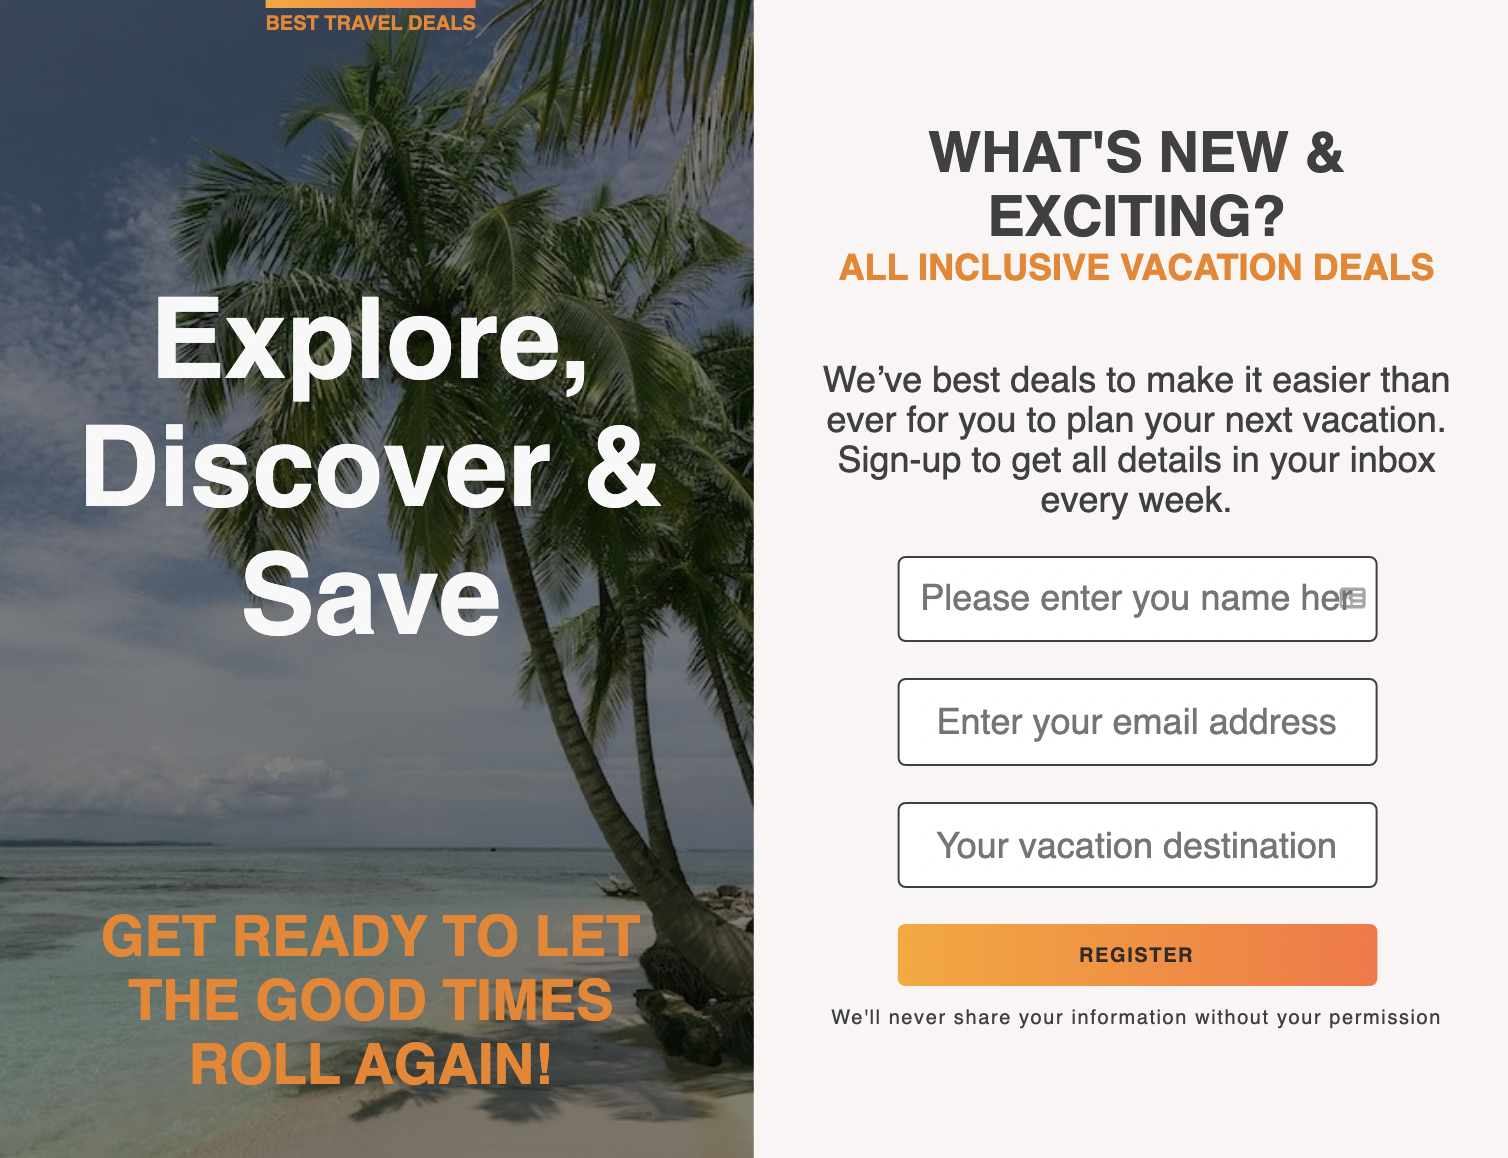 BEST TRAVEL DEALS
Explore,
Discover &
Save
GET READY TO LET
THE GOOD TIMES
ROLL AGAIN!
WHAT'S NEW &
EXCITING?
ALL INCLUSIVE VACATION DEALS
We’ve best deals to make it easier than
ever for you to plan your next vacation.
Sign-up to get all details in your inbox
every week.
Please enter you name her
Enter your email address
Your vacation destination
REGISTER
We'll never share your information without your permission